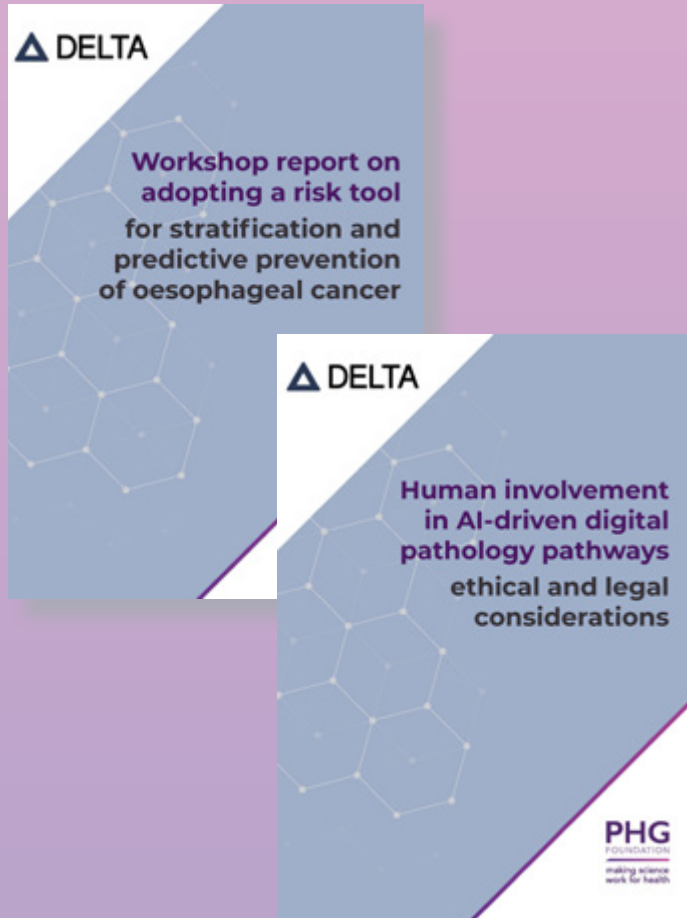 DELTA
Workshop report on
adopting a risk tool
for stratification and
predictive prevention
of oesophageal cancer
DELTA
Human involvement
in AI-driven digital
pathology pathways
ethical and legal
considerations
PHG
FOUNDATION
making science
work for health